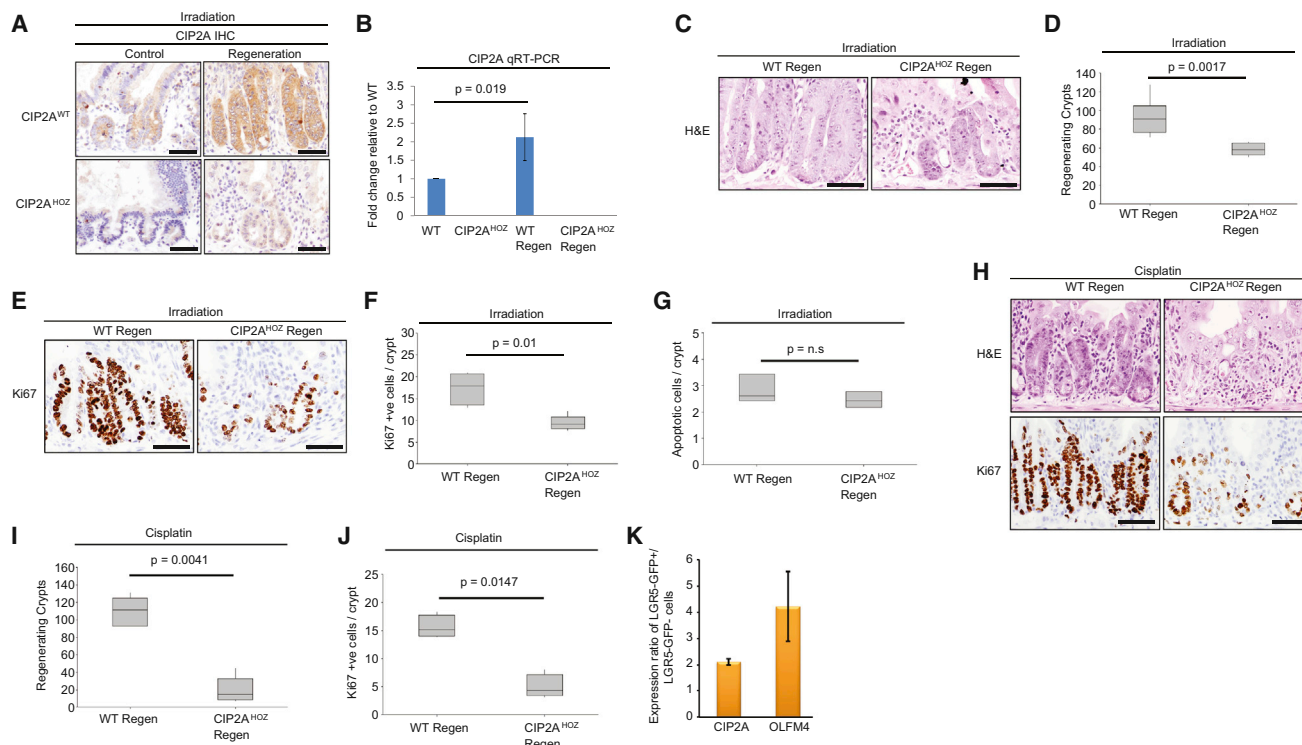 A
Irradiation
CIP2A IHC
Control Regeneration
CIP2A^WT
CIP2A^HOZ
B
CIP2A qRT-PCR
p = 0.019
Fold change relative to WT
3.5
3
2.5
2
1.5
1
0.5
0
WT CIP2A^HOZ WT Regen CIP2A^HOZ Regen
C
Irradiation
WT Regen CIP2A^HOZ Regen
H&E
D
Irradiation
p = 0.0017
Regenerating Crypts
140
120
100
80
60
40
20
0
WT Regen CIP2A^HOZ Regen
E
Irradiation
WT Regen CIP2A^HOZ Regen
Ki67
F
Irradiation
p = 0.01
Ki67 +ve cells / crypt
30
25
20
15
10
5
0
WT Regen CIP2A^HOZ Regen
G
Irradiation
p = n.s
Apoptotic cells / crypt
5
4
3
2
1
0
WT Regen CIP2A^HOZ Regen
H
Cisplatin
WT Regen CIP2A^HOZ Regen
H&E
Ki67
I
Cisplatin
p = 0.0041
Regenerating Crypts
160
140
120
100
80
60
40
20
0
WT Regen CIP2A^HOZ Regen
J
Cisplatin
p = 0.0147
Ki67 +ve cells / crypt
25
20
15
10
5
0
WT Regen CIP2A^HOZ Regen
K
Expression ratio of LGR5-GFP+/
LGR5-GFP- cells
6
5
4
3
2
1
0
CIP2A OLFM4